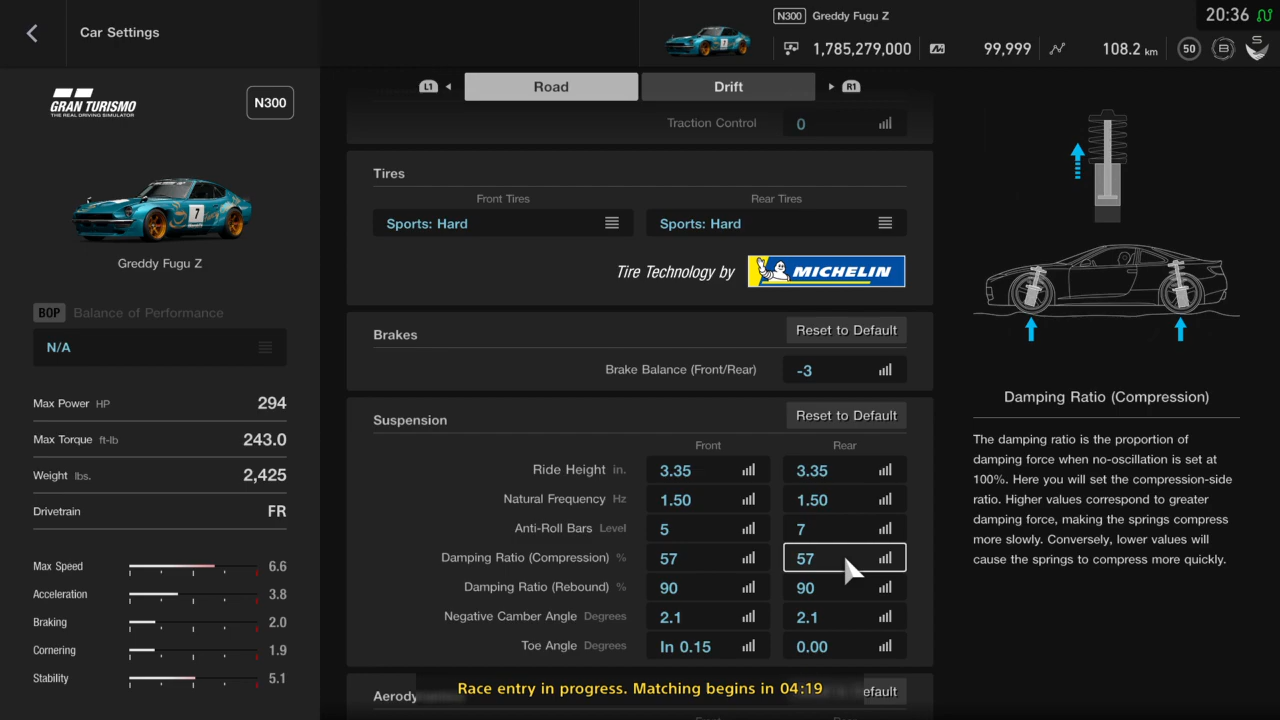 Car Settings
N300 Greddy Fugu Z
20:36
1,785,279,000 99,999 108.2 km 50 B S
L1 Road Drift R1
GRAN TURISMO
THE REAL DRIVING SIMULATOR
N300
7
Greddy Fugu Z
BOP Balance of Performance
N/A
Max Power HP 294
Max Torque ft-lb 243.0
Weight lbs. 2,425
Drivetrain FR
Max Speed 6.6
Acceleration 3.8
Braking 2.0
Cornering 1.9
Stability 5.1
Traction Control 0
Tires
Front Tires Rear Tires
Sports: Hard Sports: Hard
Tire Technology by MICHELIN
Brakes Reset to Default
Brake Balance (Front/Rear) -3
Suspension Reset to Default
Front Rear
Ride Height in. 3.35 3.35
Natural Frequency Hz 1.50 1.50
Anti-Roll Bars Level 5 7
Damping Ratio (Compression) % 57 57
Damping Ratio (Rebound) % 90 90
Negative Camber Angle Degrees 2.1 2.1
Toe Angle Degrees In 0.15 0.00
Race entry in progress. Matching begins in 04:19
Aerody efault
Damping Ratio (Compression)
The damping ratio is the proportion of
damping force when no-oscillation is set at
100%. Here you will set the compression-side
ratio. Higher values correspond to greater
damping force, making the springs compress
more slowly. Conversely, lower values will
cause the springs to compress more quickly.